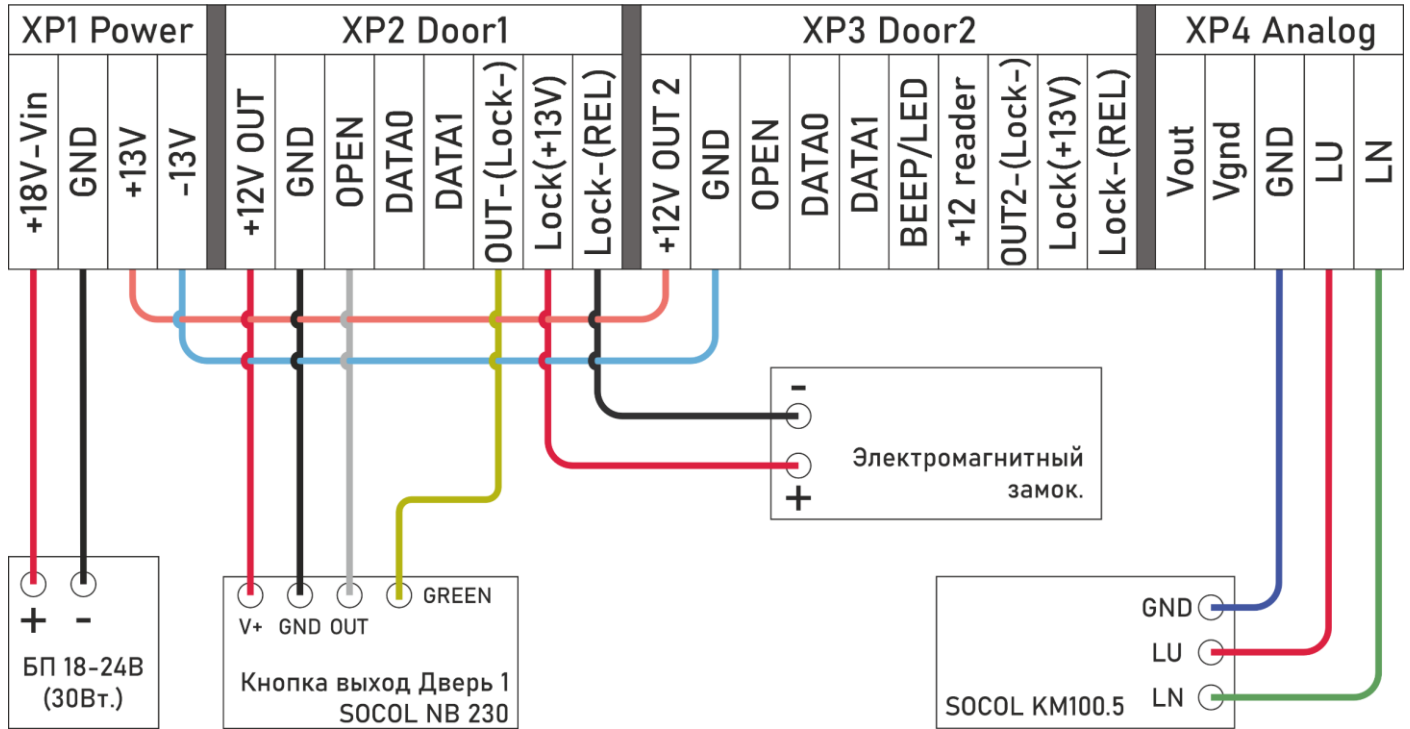 XP1 Power
XP2 Door1
XP3 Door2
XP4 Analog
+18V-Vin
GND
+13V
-13V
+12V OUT
GND
OPEN
DATA0
DATA1
OUT-(Lock-)
Lock(+13V)
Lock-(REL)
+12V OUT 2
GND
OPEN
DATA0
DATA1
BEEP/LED
+12 reader
OUT2-(Lock-)
Lock(+13V)
Lock-(REL)
Vout
Vgnd
GND
LU
LN
-
+
Электромагнитный
замок.
+ -
БП 18-24В
(30Вт.)
GREEN
V+ GND OUT
Кнопка выход Дверь 1
SOCOL NB 230
GND
LU
LN
SOCOL KM100.5